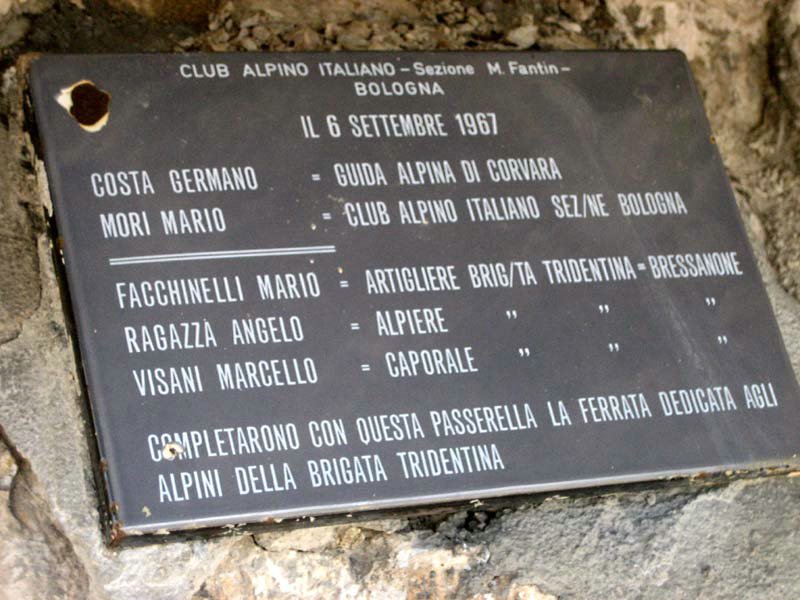 CLUB ALPINO ITALIANO – Sezione M. Fantin –
BOLOGNA
IL 6 SETTEMBRE 1967
COSTA GERMANO = GUIDA ALPINA DI CORVARA
MORI MARIO = CLUB ALPINO ITALIANO SEZ/NE BOLOGNA
FACCHINELLI MARIO = ARTIGLIERE BRIG/TA TRIDENTINA = BRESSANONE
RAGAZZA ANGELO = ALPIERE " " "
VISANI MARCELLO = CAPORALE " " "
COMPLETARONO CON QUESTA PASSERELLA LA FERRATA DEDICATA AGLI
ALPINI DELLA BRIGATA TRIDENTINA